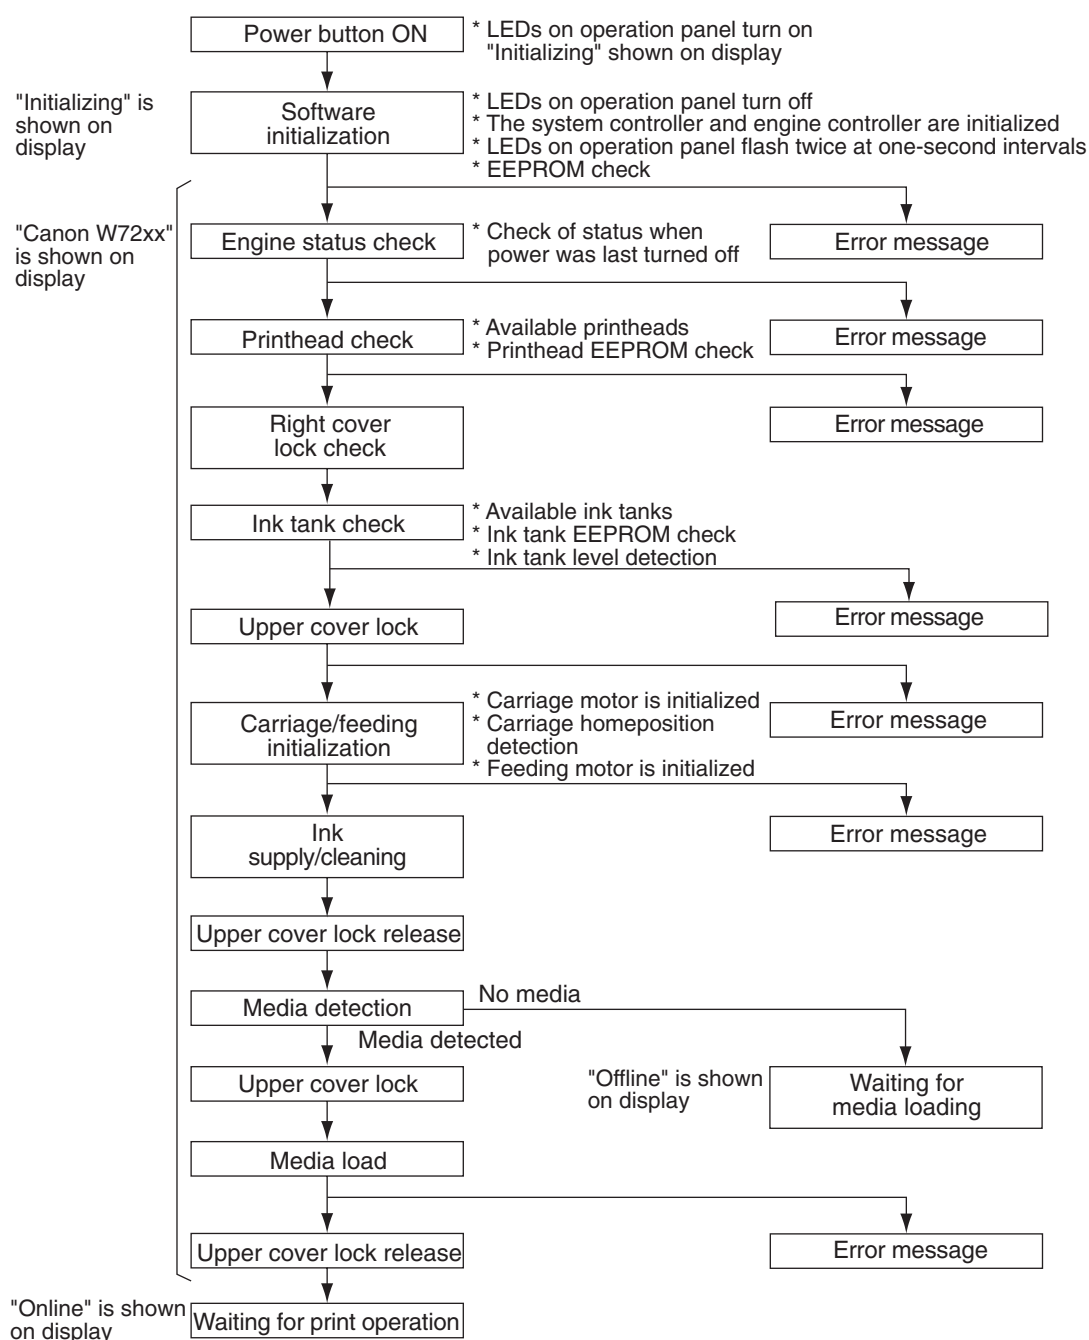 Power button ON
* LEDs on operation panel turn on
"Initializing" shown on display
"Initializing" is
shown on
display
Software
initialization
* LEDs on operation panel turn off
* The system controller and engine controller are initialized
* LEDs on operation panel flash twice at one-second intervals
* EEPROM check
"Canon W72xx"
is shown on
display
Engine status check
* Check of status when
power was last turned off
Error message
Printhead check
* Available printheads
* Printhead EEPROM check
Error message
Right cover
lock check
Error message
Ink tank check
* Available ink tanks
* Ink tank EEPROM check
* Ink tank level detection
Upper cover lock
Error message
Carriage/feeding
initialization
* Carriage motor is initialized
* Carriage homeposition
detection
* Feeding motor is initialized
Error message
Ink
supply/cleaning
Error message
Upper cover lock release
Media detection
No media
Media detected
Upper cover lock
"Offline" is shown
on display
Waiting for
media loading
Media load
Upper cover lock release
Error message
"Online" is shown
on display
Waiting for print operation